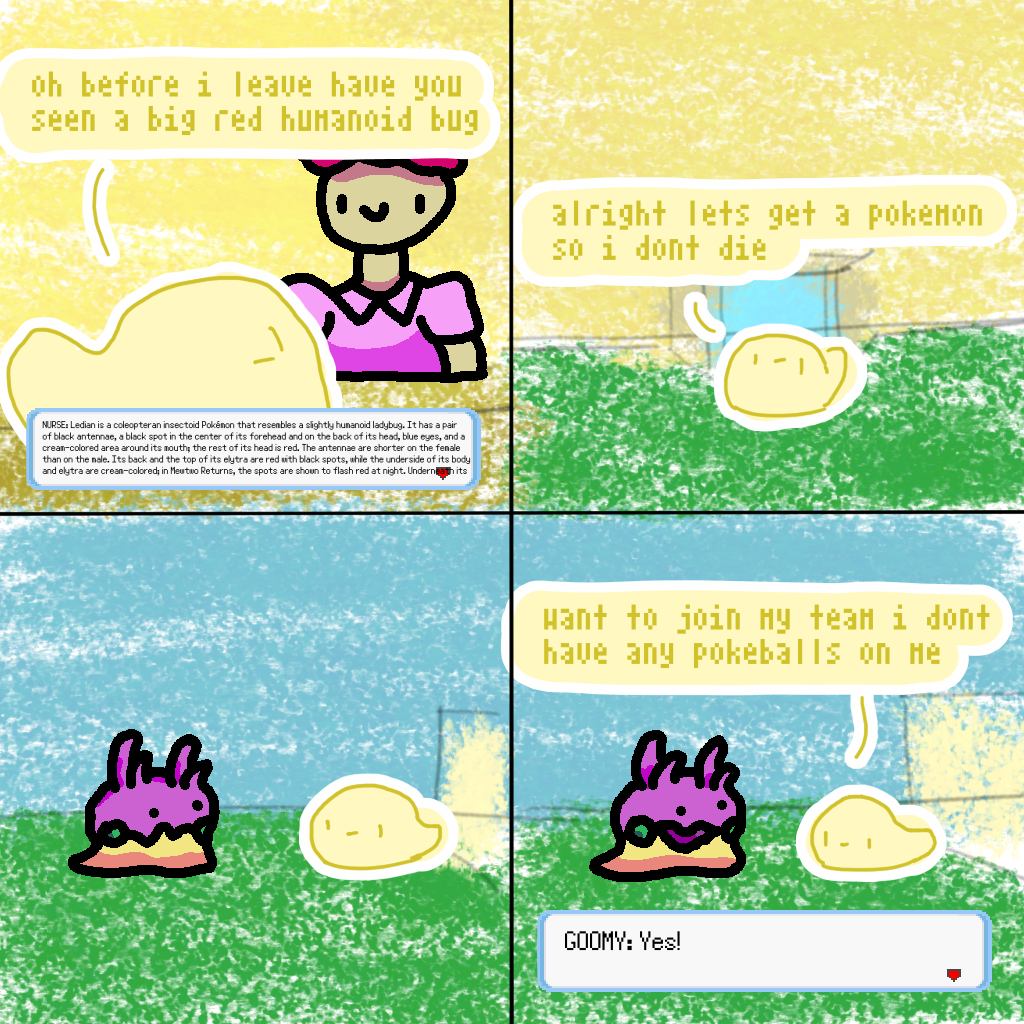 oh before i leave have you
seen a big red humanoid bug
NURSE: Ledian is a coleopteran insectoid Pokémon that resembles a slightly humanoid ladybug. It has a pair
of black antennae, a black spot in the center of its forehead and on the back of its head, blue eyes, and a
cream-colored area around its mouth; the rest of its head is red. The antennae are shorter on the female
than on the male. Its back and the top of its elytra are red with black spots, while the underside of its body
and elytra are cream-colored; in Mewtwo Returns, the spots are shown to flash red at night. Underneath its
alright lets get a pokemon
so i dont die
want to join my team i dont
have any pokeballs on me
GOOMY: Yes!